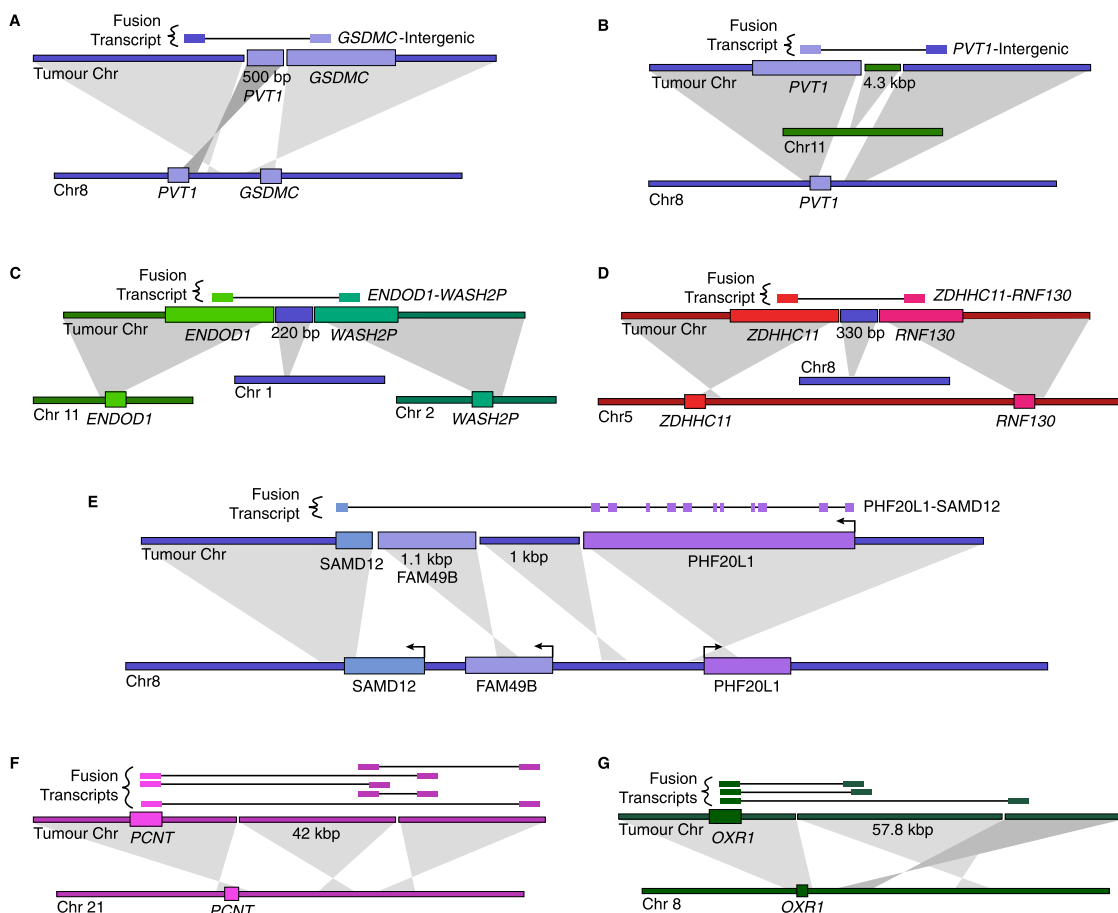 A
Fusion
Transcript
GSDMC-Intergenic
Tumour Chr
500 bp
PVT1
GSDMC
Chr8
PVT1
GSDMC
B
Fusion
Transcript
PVT1-Intergenic
Tumour Chr
PVT1
4.3 kbp
Chr11
Chr8
PVT1
C
Fusion
Transcript
ENDOD1-WASH2P
Tumour Chr
ENDOD1
220 bp
WASH2P
Chr 1
Chr 11
ENDOD1
Chr 2
WASH2P
D
Fusion
Transcript
ZDHHC11-RNF130
Tumour Chr
ZDHHC11
330 bp
RNF130
Chr8
Chr5
ZDHHC11
RNF130
E
Fusion
Transcript
PHF20L1-SAMD12
Tumour Chr
SAMD12
1.1 kbp
FAM49B
1 kbp
PHF20L1
Chr8
SAMD12
FAM49B
PHF20L1
F
Fusion
Transcripts
Tumour Chr
PCNT
42 kbp
Chr 21
PCNT
G
Fusion
Transcripts
Tumour Chr
OXR1
57.8 kbp
Chr 8
OXR1